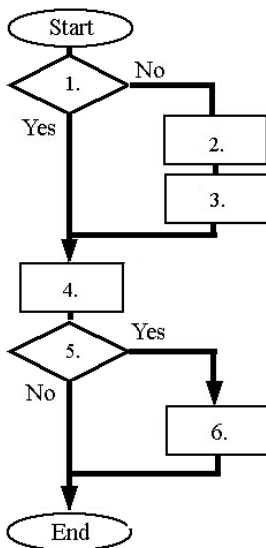 Start
1.
No
Yes
2.
3.
4.
5.
Yes
No
6.
End